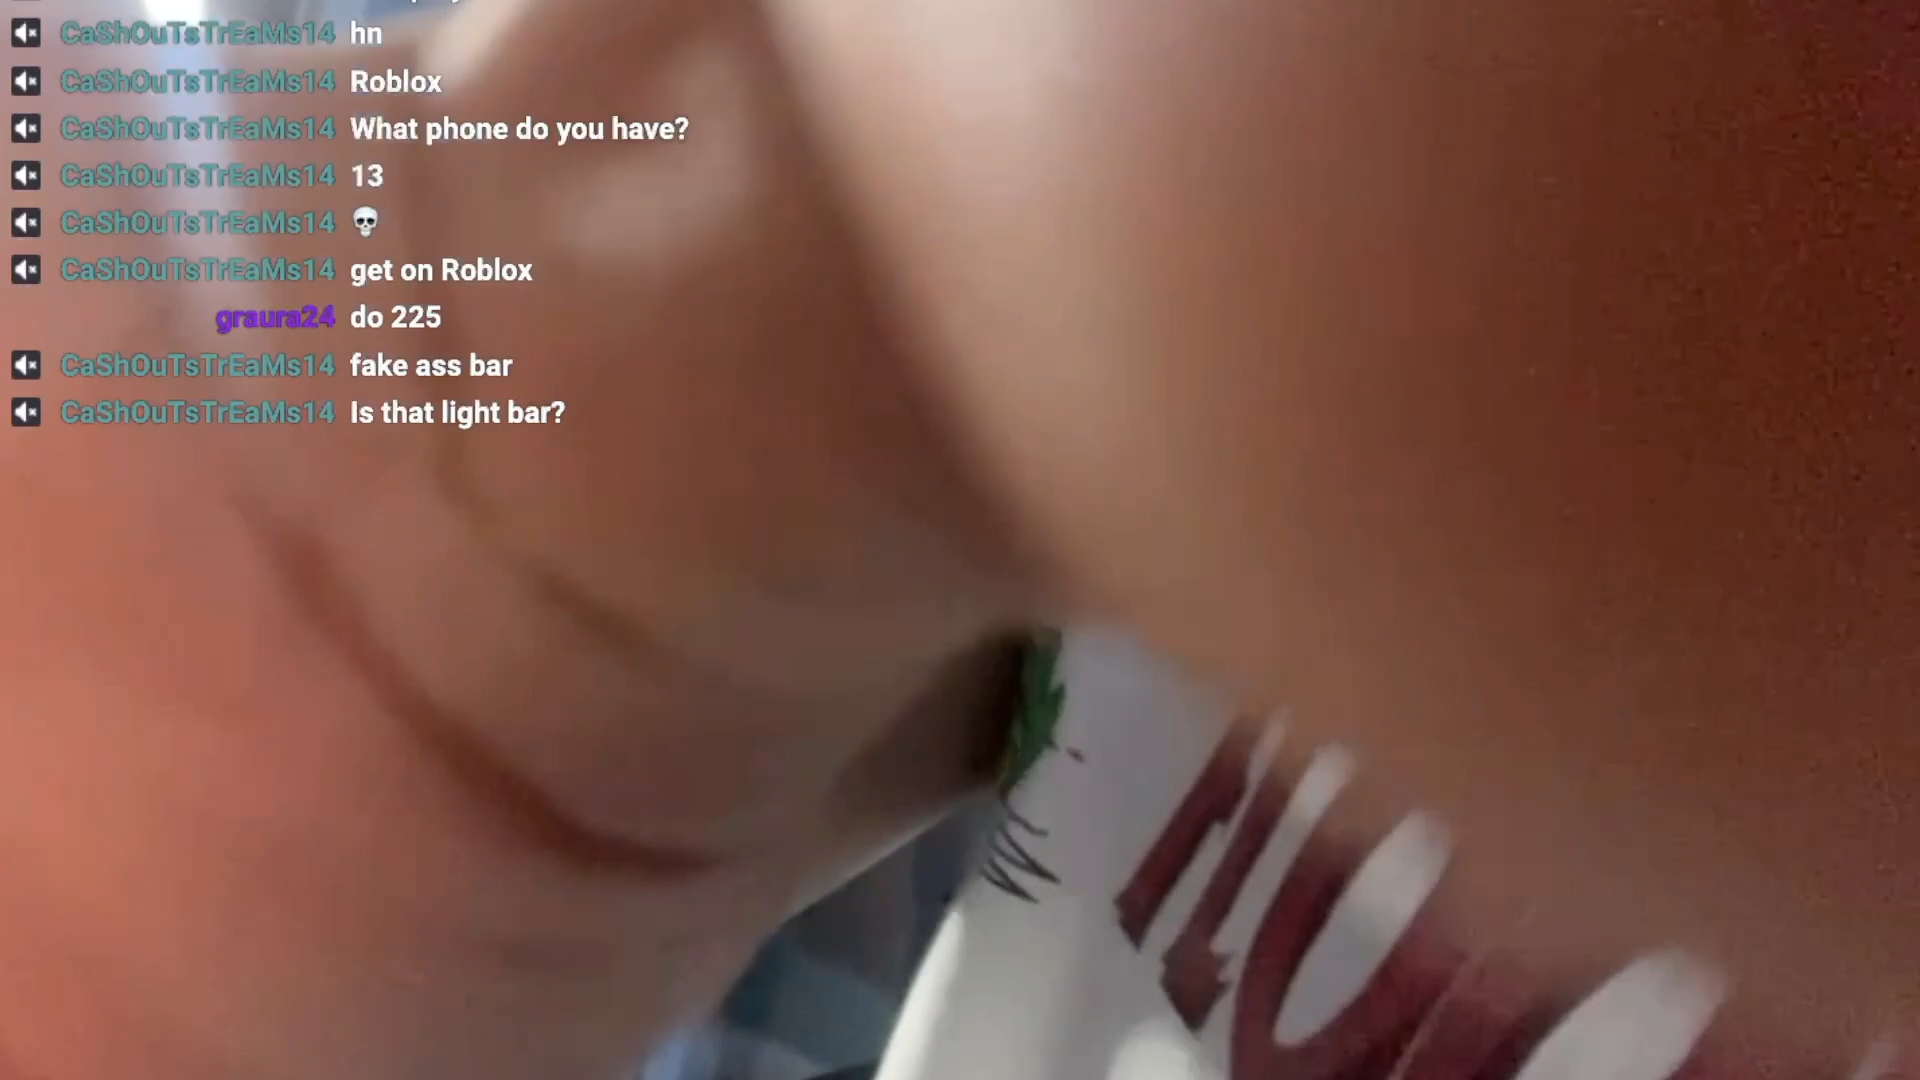 CaShOuTsTrEaMs14 hn
CaShOuTsTrEaMs14 Roblox
CaShOuTsTrEaMs14 What phone do you have?
CaShOuTsTrEaMs14 13
CaShOuTsTrEaMs14 💀
CaShOuTsTrEaMs14 get on Roblox
graura24 do 225
CaShOuTsTrEaMs14 fake ass bar
CaShOuTsTrEaMs14 Is that light bar?